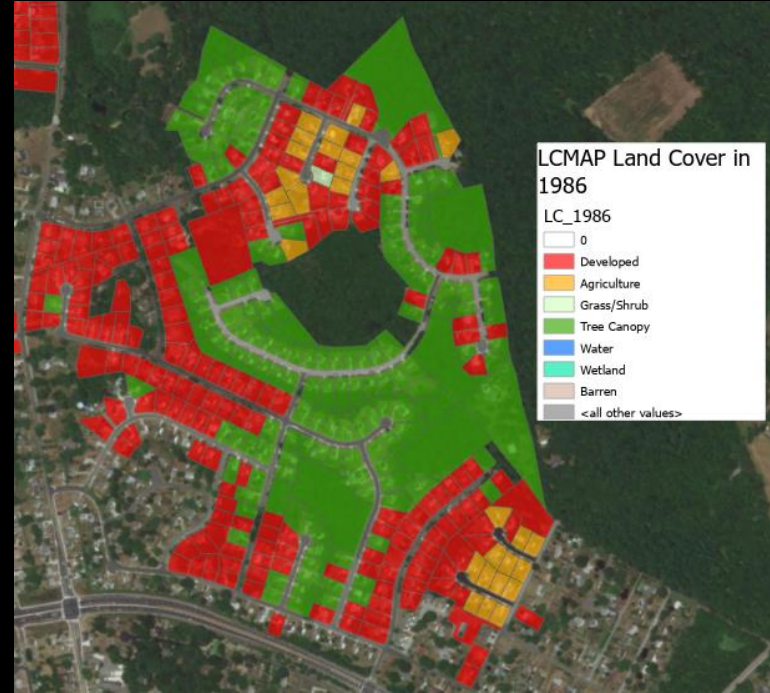 LCMAP Land Cover in
1986
LC_1986
0
Developed
Agriculture
Grass/Shrub
Tree Canopy
Water
Wetland
Barren
<all other values>